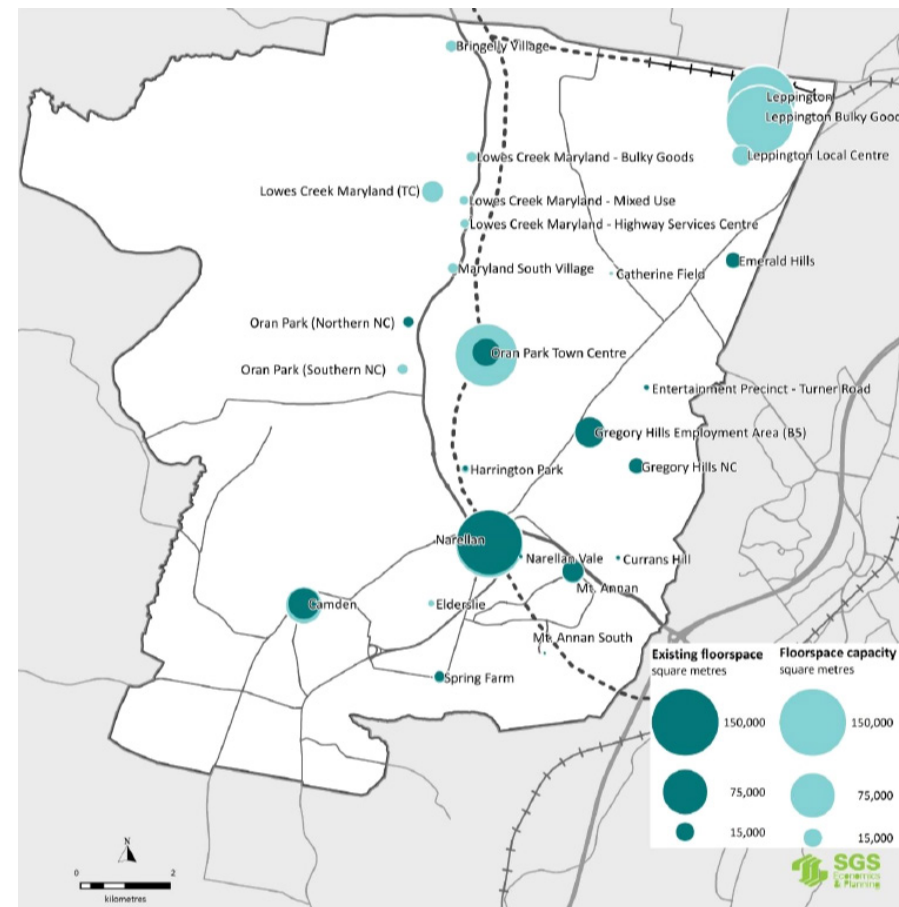 Bringelly Village
Leppington
Leppington Bulky Good
Leppington Local Centre
Lowes Creek Maryland - Bulky Goods
Lowes Creek Maryland (TC)
Lowes Creek Maryland - Mixed Use
Lowes Creek Maryland - Highway Services Centre
Emerald Hills
Maryland South Village
Catherine Field
Oran Park (Northern NC)
Oran Park Town Centre
Oran Park (Southern NC)
Entertainment Precinct - Turner Road
Gregory Hills Employment Area (B5)
Gregory Hills NC
Harrington Park
Narellan
Narellan Vale
Currans Hill
Mt. Annan
Camden
Elderslie
Mt. Annan South
Spring Farm
Existing floorspace
square metres
150,000
75,000
15,000
Floorspace capacity
square metres
150,000
75,000
15,000
N
0 2
kilometres
SGS
Economics
& Planning